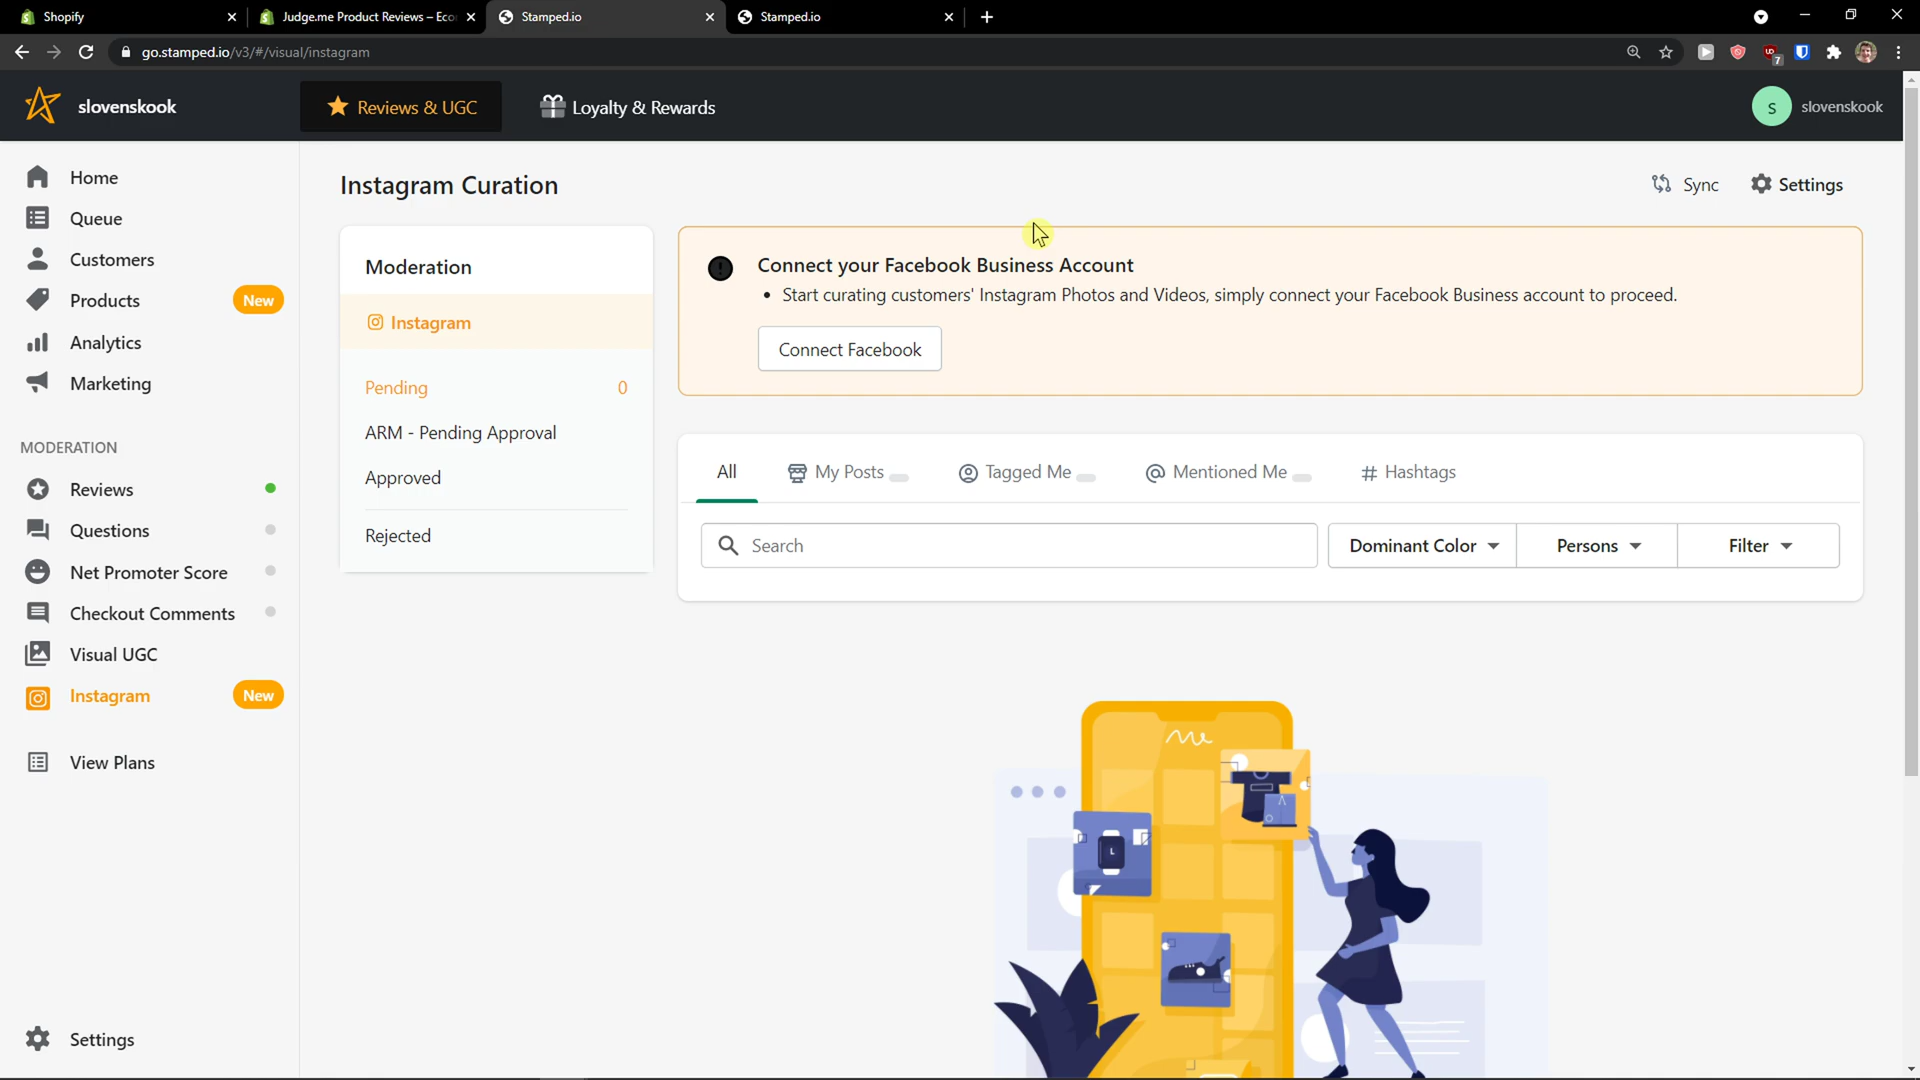 Shopify
Judge.me Product Reviews – Eco
Stamped.io
Stamped.io
go.stamped.io/v3/#/visual/instagram
7
slovenskook
Reviews & UGC
Loyalty & Rewards
S
slovenskook
Home
Queue
Customers
Products
New
Analytics
Marketing
MODERATION
Reviews
Questions
Net Promoter Score
Checkout Comments
Visual UGC
Instagram
New
View Plans
Settings
Instagram Curation
Sync
Settings
Moderation
Instagram
Pending 0
ARM - Pending Approval
Approved
Rejected
Connect your Facebook Business Account
• Start curating customers' Instagram Photos and Videos, simply connect your Facebook Business account to proceed.
Connect Facebook
All
My Posts
Tagged Me
Mentioned Me
# Hashtags
Search
Dominant Color
Persons
Filter
L